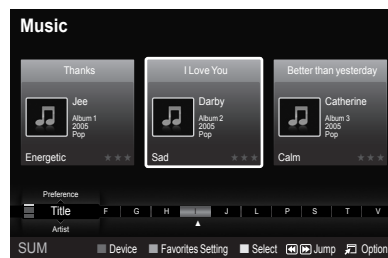 Music
Thanks
Jee
Album 1
2005
Pop
Energetic
I Love You
Darby
Album 2
2005
Pop
Sad
Better than yesterday
Catherine
Album 3
2005
Pop
Calm
Preference
Title
Artist
F G H I J L P S T V
SUM Device Favorites Setting Select Jump Option